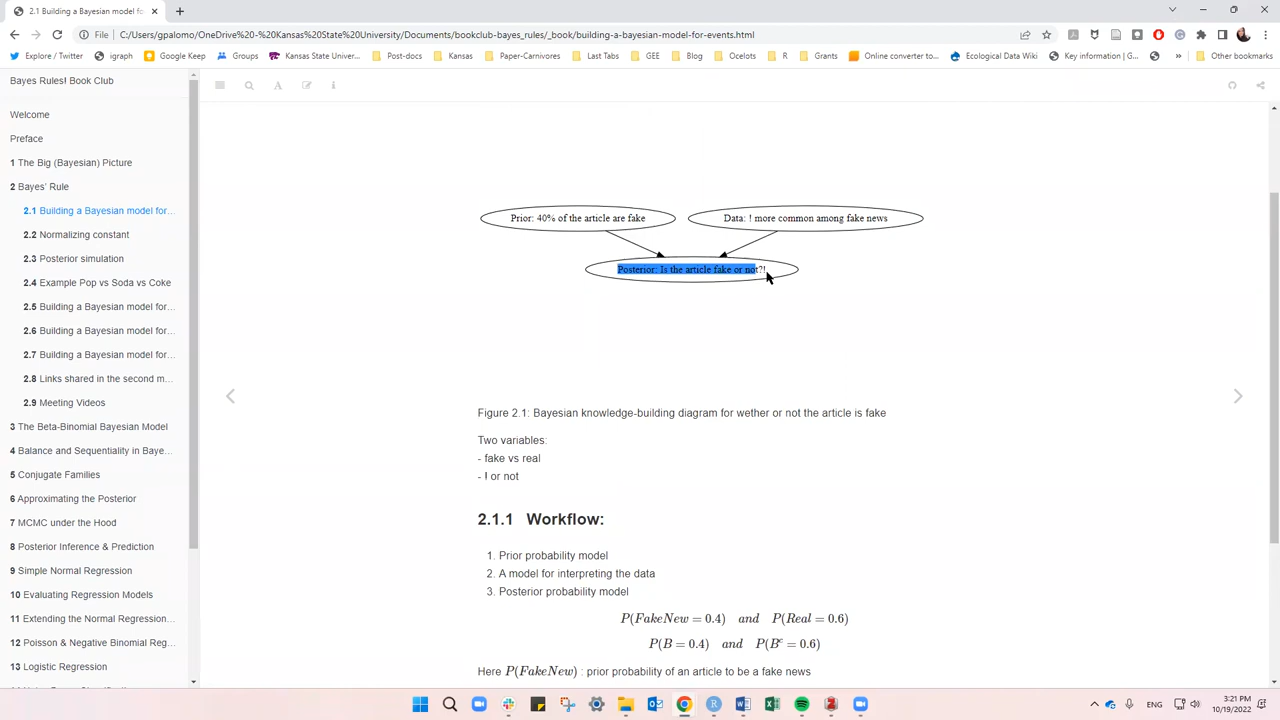 2.1 Building a Bayesian model for
File
C:/Users/gpalomo/OneDrive%20-%20Kansas%20State%20University/Documents/bookclub-bayes_rules/_book/building-a-bayesian-model-for-events.html
Explore / Twitter
igraph
Google Keep
Groups
Kansas State Univer...
Post-docs
Kansas
Paper-Carnivores
Last Tabs
GEE
Blog
Ocelots
R
Grants
Online converter to...
Ecological Data Wiki
Key information | G...
Other bookmarks
Bayes Rules! Book Club
Welcome
Preface
1 The Big (Bayesian) Picture
2 Bayes' Rule
2.1 Building a Bayesian model for...
2.2 Normalizing constant
2.3 Posterior simulation
2.4 Example Pop vs Soda vs Coke
2.5 Building a Bayesian model for...
2.6 Building a Bayesian model for...
2.7 Building a Bayesian model for...
2.8 Links shared in the second m...
2.9 Meeting Videos
3 The Beta-Binomial Bayesian Model
4 Balance and Sequentiality in Baye...
5 Conjugate Families
6 Approximating the Posterior
7 MCMC under the Hood
8 Posterior Inference & Prediction
9 Simple Normal Regression
10 Evaluating Regression Models
11 Extending the Normal Regression...
12 Poisson & Negative Binomial Reg...
13 Logistic Regression
Prior: 40% of the article are fake
Data: ! more common among fake news
Posterior: Is the article fake or not?!
Figure 2.1: Bayesian knowledge-building diagram for wether or not the article is fake
Two variables:
- fake vs real
- ! or not
2.1.1 Workflow:
1. Prior probability model
2. A model for interpreting the data
3. Posterior probability model
P(FakeNew = 0.4) and P(Real = 0.6)
P(B = 0.4) and P(Bᶜ = 0.6)
Here P(FakeNew) : prior probability of an article to be a fake news
ENG
3:21 PM
10/19/2022